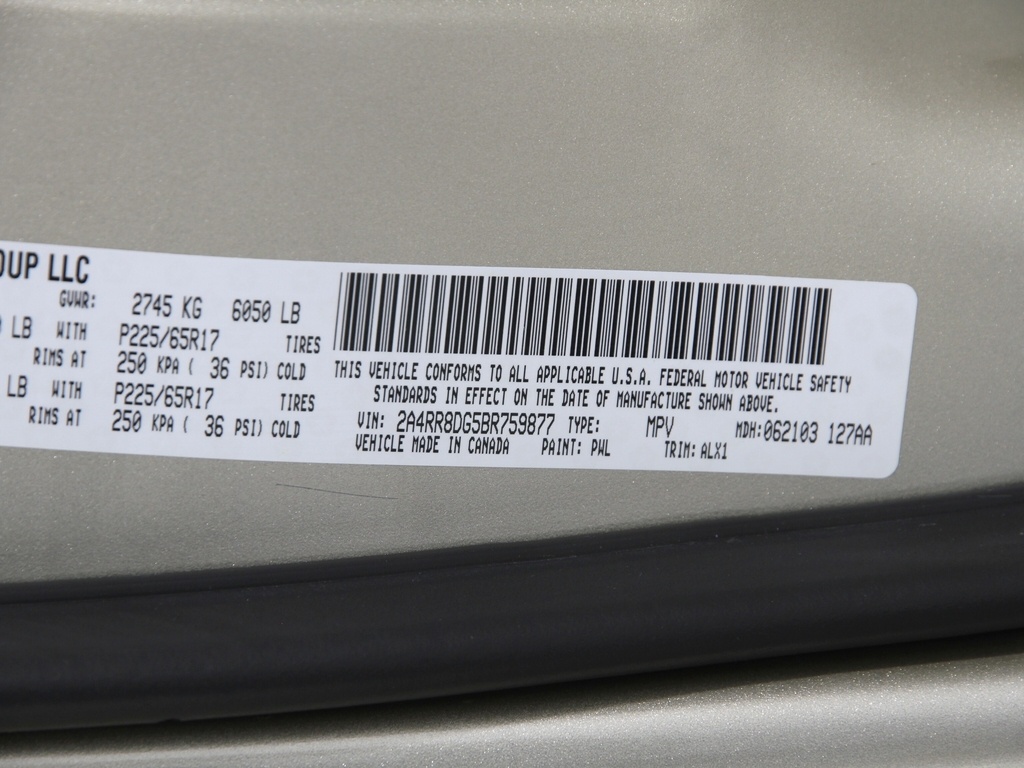 OUP LLC
GVWR: 2745 KG 6050 LB
LB WITH P225/65R17 TIRES
RIMS AT 250 KPA ( 36 PSI) COLD
LB WITH P225/65R17 TIRES
RIMS AT 250 KPA ( 36 PSI) COLD
THIS VEHICLE CONFORMS TO ALL APPLICABLE U.S.A. FEDERAL MOTOR VEHICLE SAFETY
STANDARDS IN EFFECT ON THE DATE OF MANUFACTURE SHOWN ABOVE.
VIN: 2A4RR8DG5BR759877 TYPE: MPV MDH:062103 127AA
VEHICLE MADE IN CANADA PAINT: PWL TRIM: ALX1